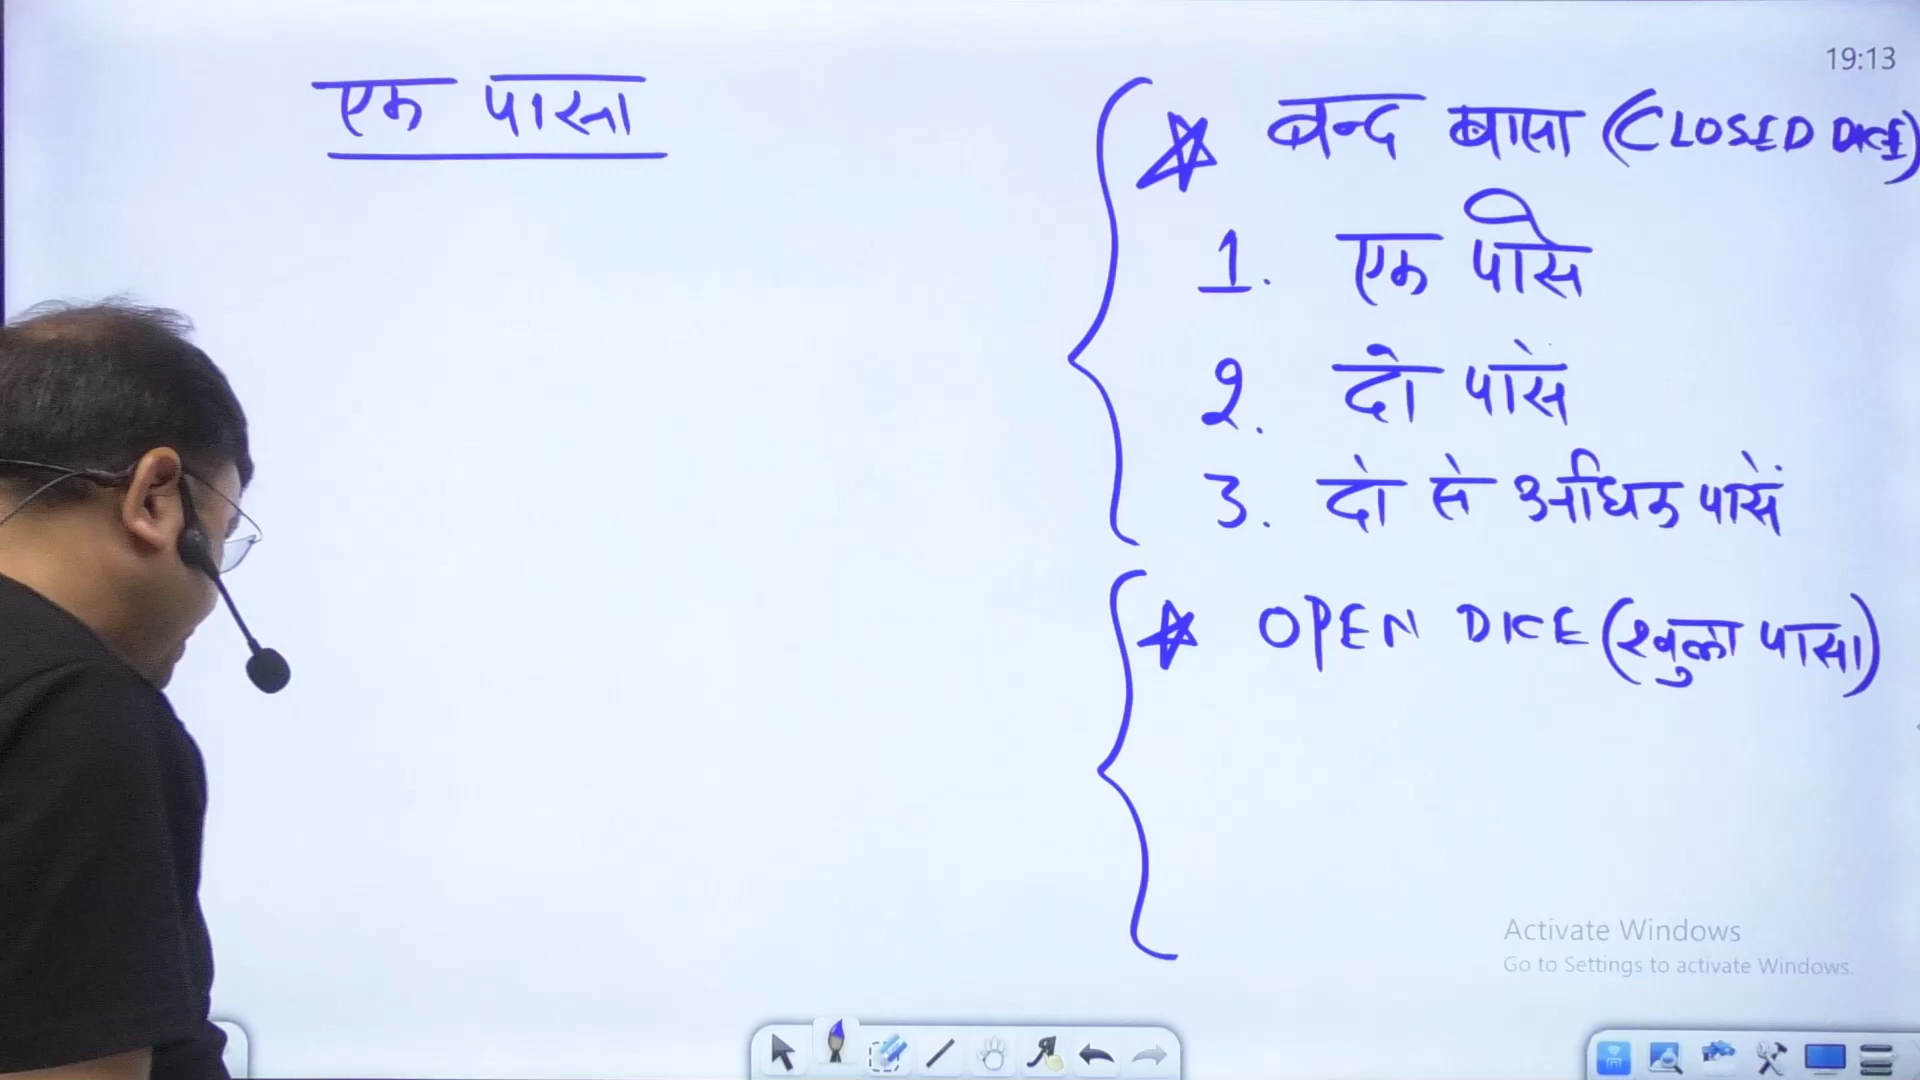 एक पासा
19:13
☆ बन्द बासा (CLOSED DICE)
1. एक पासे
2. दो पासे
3. दो से अधिक पासें
☆ OPEN DICE (खुला पासा)
Activate Windows
Go to Settings to activate Windows.